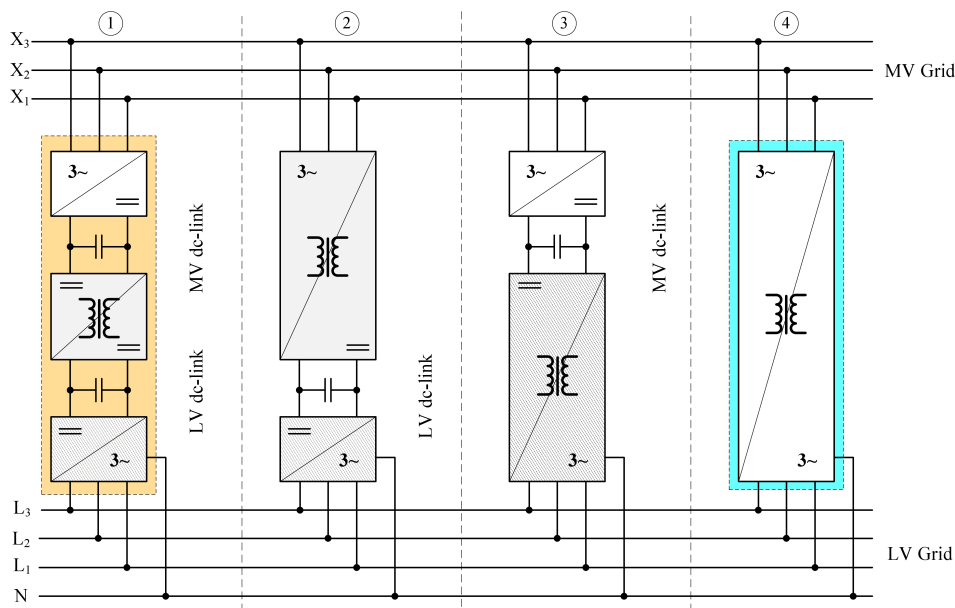 1 2 3 4
X3
X2
X1
MV Grid
3~ 3~ 3~ 3~
MV dc-link
MV dc-link
LV dc-link
LV dc-link
3~ 3~ 3~ 3~
L3
L2
L1
LV Grid
N